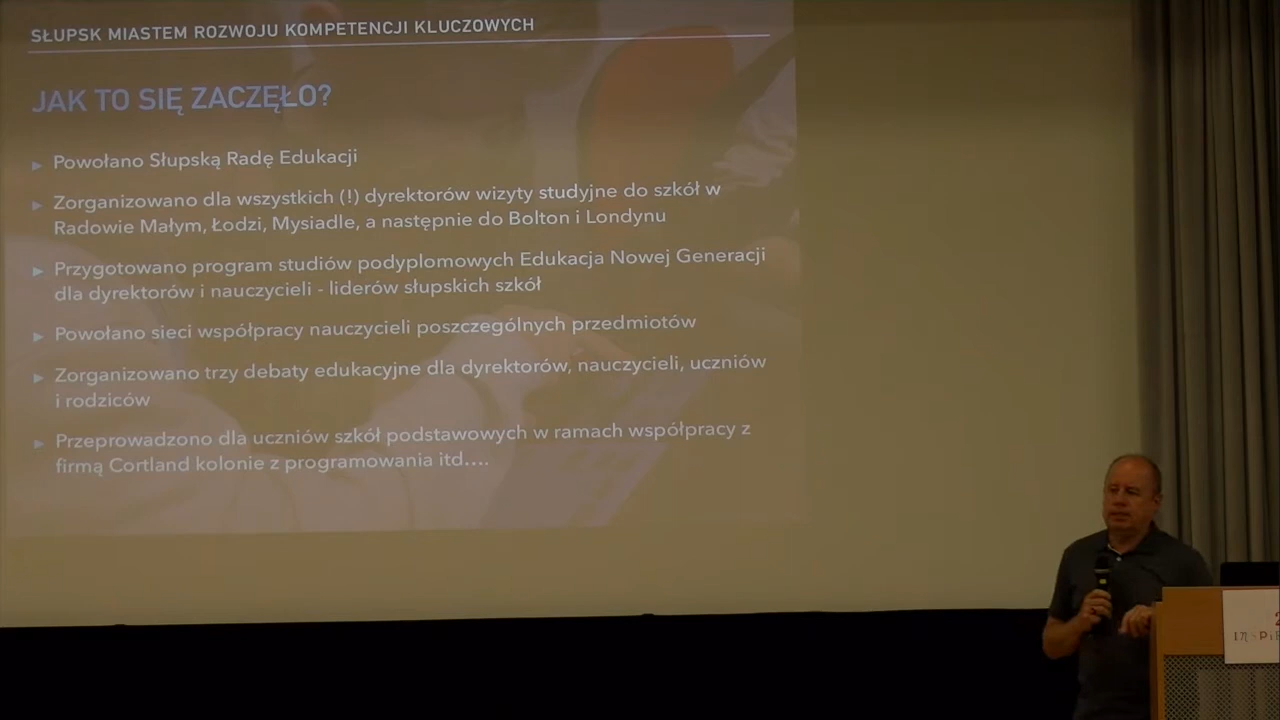 SŁUPSK MIASTEM ROZWOJU KOMPETENCJI KLUCZOWYCH
JAK TO SIĘ ZACZĘŁO?
▸ Powołano Słupską Radę Edukacji
▸ Zorganizowano dla wszystkich (!) dyrektorów wizyty studyjne do szkół w
Radowie Małym, Łodzi, Mysiadle, a następnie do Bolton i Londynu
▸ Przygotowano program studiów podyplomowych Edukacja Nowej Generacji
dla dyrektorów i nauczycieli - liderów słupskich szkół
▸ Powołano sieci współpracy nauczycieli poszczególnych przedmiotów
▸ Zorganizowano trzy debaty edukacyjne dla dyrektorów, nauczycieli, uczniów
i rodziców
▸ Przeprowadzono dla uczniów szkół podstawowych w ramach współpracy z
firmą Cortland kolonie z programowania itd....